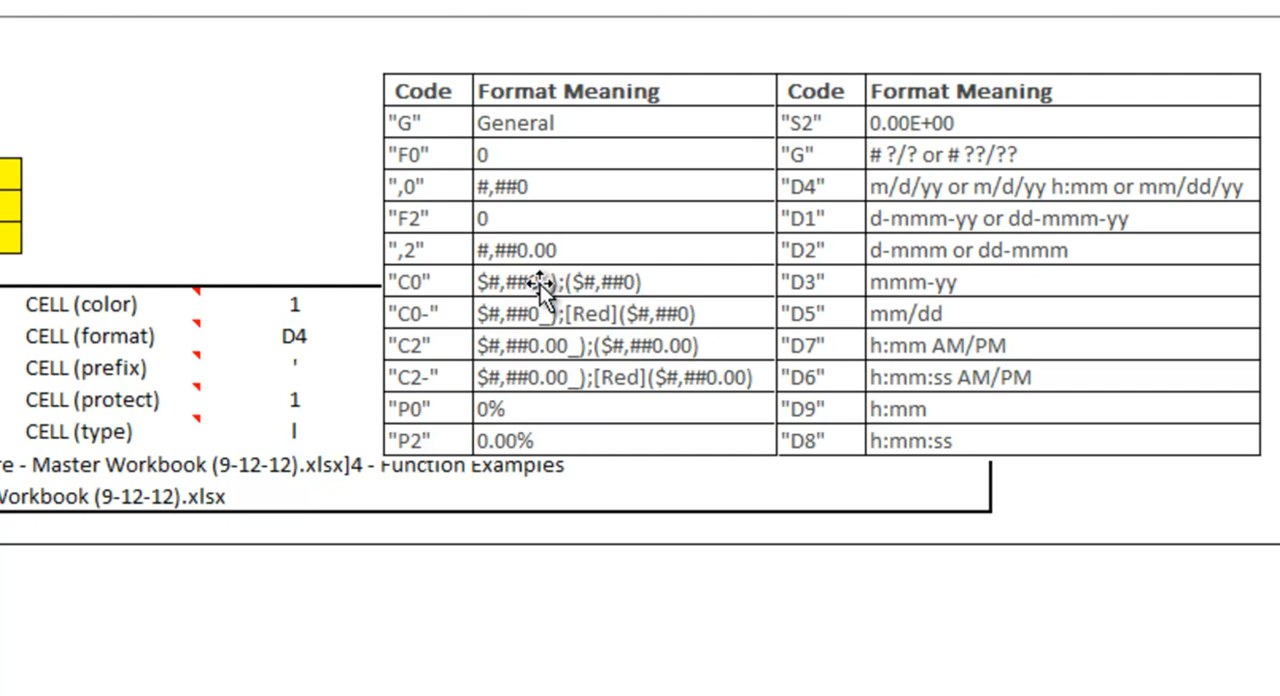 Code Format Meaning Code Format Meaning
"G" General "S2" 0.00E+00
"F0" 0 "G" # ?/? or # ??/??
",0" #,##0 "D4" m/d/yy or m/d/yy h:mm or mm/dd/yy
"F2" 0 "D1" d-mmm-yy or dd-mmm-yy
",2" #,##0.00 "D2" d-mmm or dd-mmm
"C0" ($#,##0) "D3" mmm-yy
CELL (color) 1
"C0-" $#,##0_);[Red]($#,##0) "D5" mm/dd
CELL (format) D4
"C2" $#,##0.00_);($#,##0.00) "D7" h:mm AM/PM
CELL (prefix) '
"C2-" $#,##0.00_);[Red]($#,##0.00) "D6" h:mm:ss AM/PM
CELL (protect) 1
"P0" 0% "D9" h:mm
CELL (type) l
"P2" 0.00% "D8" h:mm:ss
re - Master Workbook (9-12-12).xlsx]4 - Function Examples
Workbook (9-12-12).xlsx